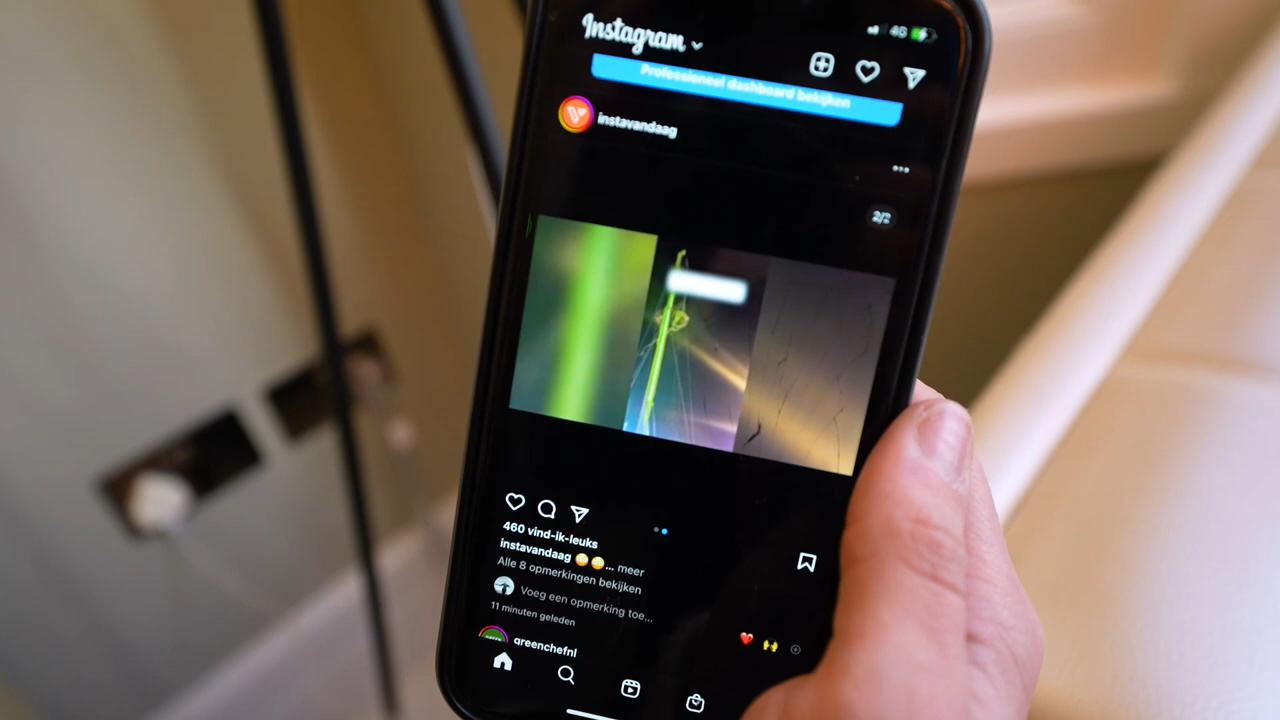 Instagram
4G
Professioneel dashboard bekijken
instavandaag
2/2
460 vind-ik-leuks
instavandaag 😳😳... meer
Alle 8 opmerkingen bekijken
Voeg een opmerking toe...
11 minuten geleden
greenchefnl